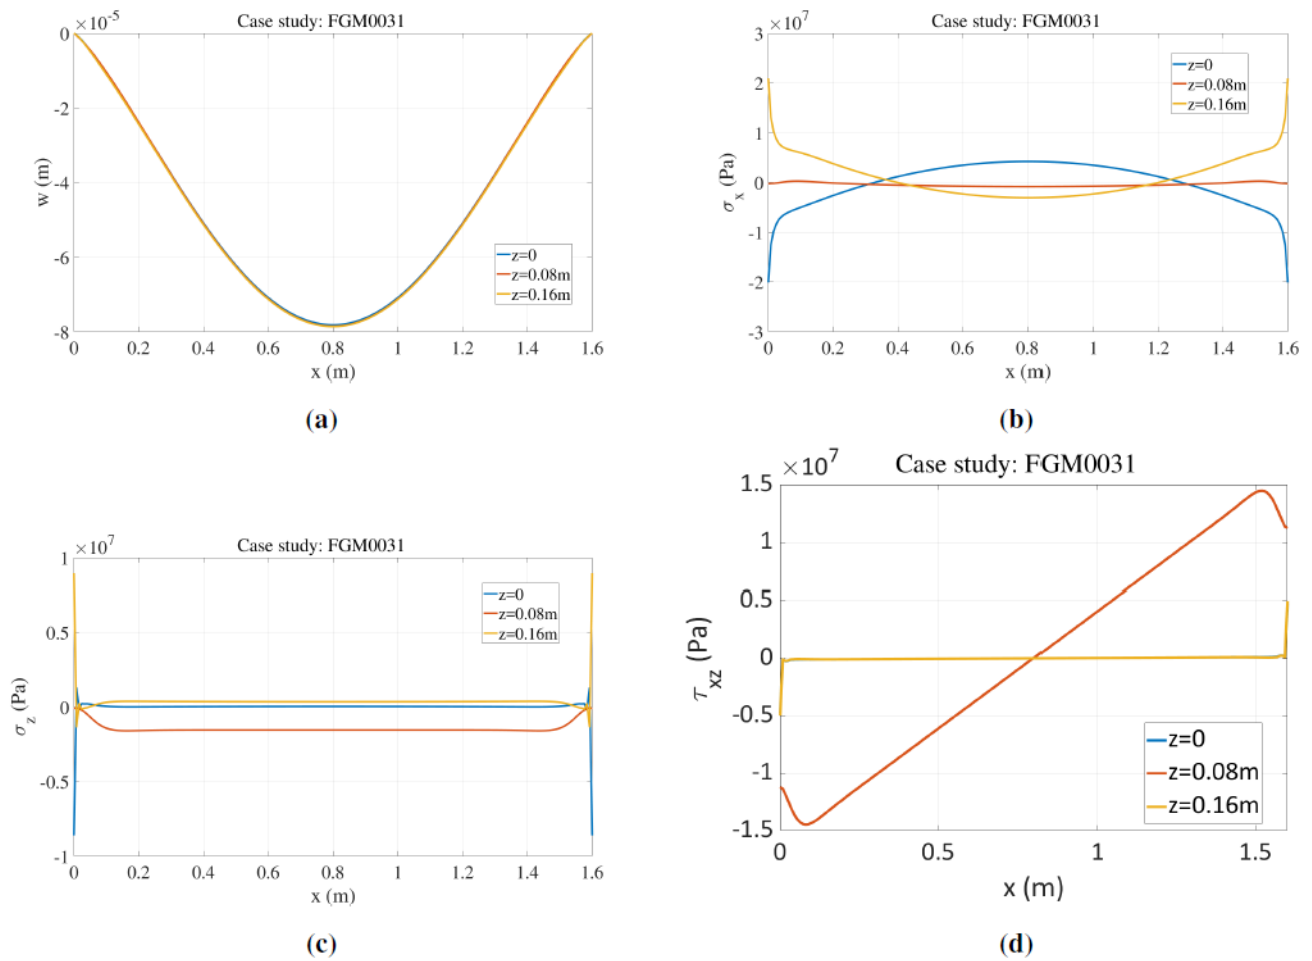 Case study: FGM0031
×10⁻⁵
0
-2
-4
-6
-8
w (m)
z=0
z=0.08m
z=0.16m
0 0.2 0.4 0.6 0.8 1 1.2 1.4 1.6
x (m)
(a)
Case study: FGM0031
×10⁷
3
2
1
0
-1
-2
-3
σx (Pa)
z=0
z=0.08m
z=0.16m
0 0.2 0.4 0.6 0.8 1 1.2 1.4 1.6
x (m)
(b)
Case study: FGM0031
×10⁷
1
0.5
0
-0.5
-1
σz (Pa)
z=0
z=0.08m
z=0.16m
0 0.2 0.4 0.6 0.8 1 1.2 1.4 1.6
x (m)
(c)
Case study: FGM0031
×10⁷
1.5
1
0.5
0
-0.5
-1
-1.5
τxz (Pa)
z=0
z=0.08m
z=0.16m
0 0.5 1 1.5
x (m)
(d)